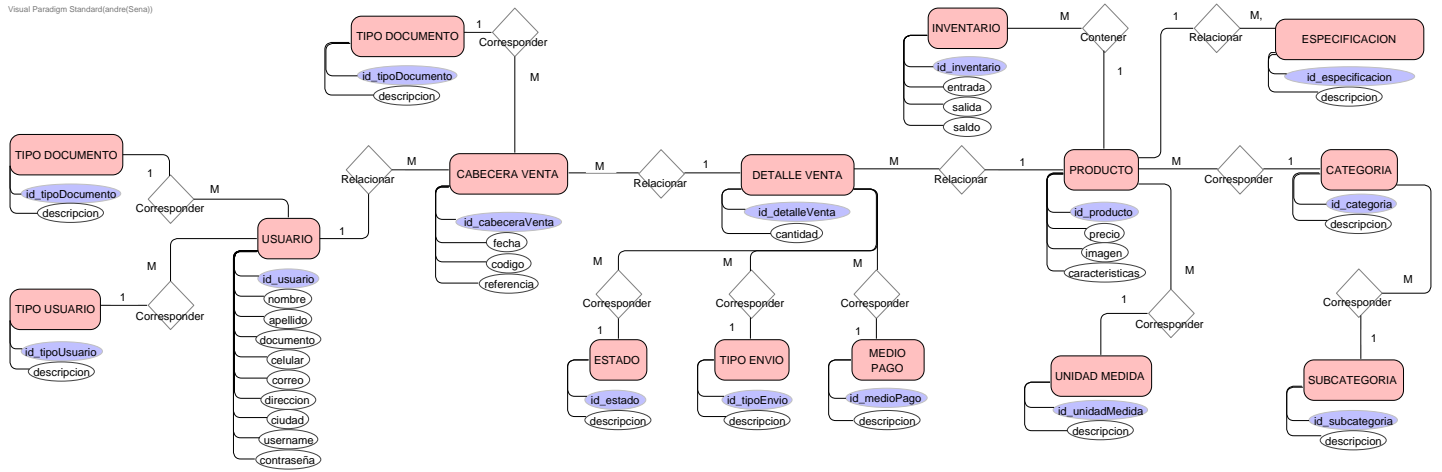 Visual Paradigm Standard(andre(Sena))
TIPO DOCUMENTO
id_tipoDocumento
descripcion
1
Corresponder
M
INVENTARIO
id_inventario
entrada
salida
saldo
M
Contener
1
1
Relacionar
M,
ESPECIFICACION
id_especificacion
descripcion
TIPO DOCUMENTO
id_tipoDocumento
descripcion
1
Corresponder
M
TIPO USUARIO
id_tipoUsuario
descripcion
1
Corresponder
M
USUARIO
id_usuario
nombre
apellido
documento
celular
correo
direccion
ciudad
username
contraseña
1
Relacionar
M
CABECERA VENTA
id_cabeceraVenta
fecha
codigo
referencia
M
Relacionar
1
DETALLE VENTA
id_detalleVenta
cantidad
M
Relacionar
1
PRODUCTO
id_producto
precio
imagen
caracteristicas
M
Corresponder
1
CATEGORIA
id_categoria
descripcion
M
Corresponder
1
ESTADO
id_estado
descripcion
M
Corresponder
1
TIPO ENVIO
id_tipoEnvio
descripcion
M
Corresponder
1
MEDIO
PAGO
id_medioPago
descripcion
M
Corresponder
1
UNIDAD MEDIDA
id_unidadMedida
descripcion
M
Corresponder
1
SUBCATEGORIA
id_subcategoria
descripcion